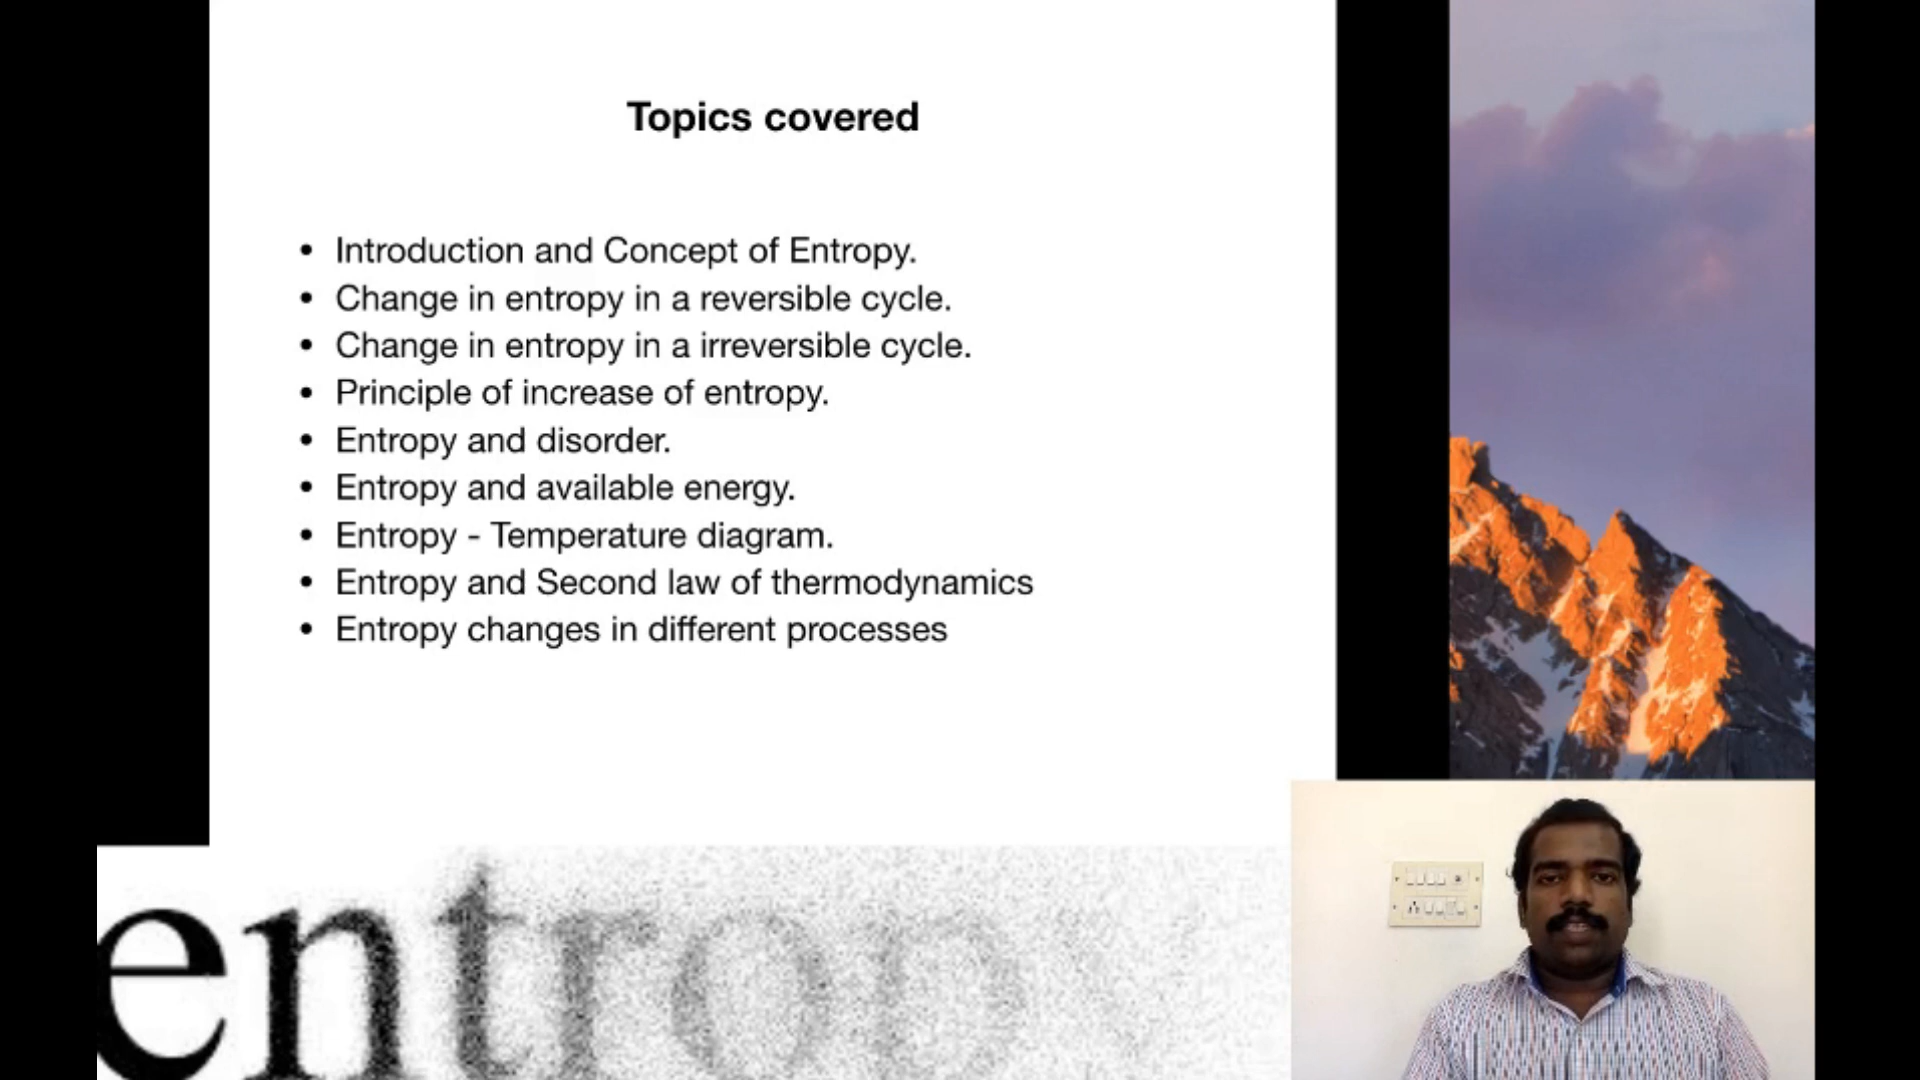 Topics covered
• Introduction and Concept of Entropy.
• Change in entropy in a reversible cycle.
• Change in entropy in a irreversible cycle.
• Principle of increase of entropy.
• Entropy and disorder.
• Entropy and available energy.
• Entropy - Temperature diagram.
• Entropy and Second law of thermodynamics
• Entropy changes in different processes
entropy